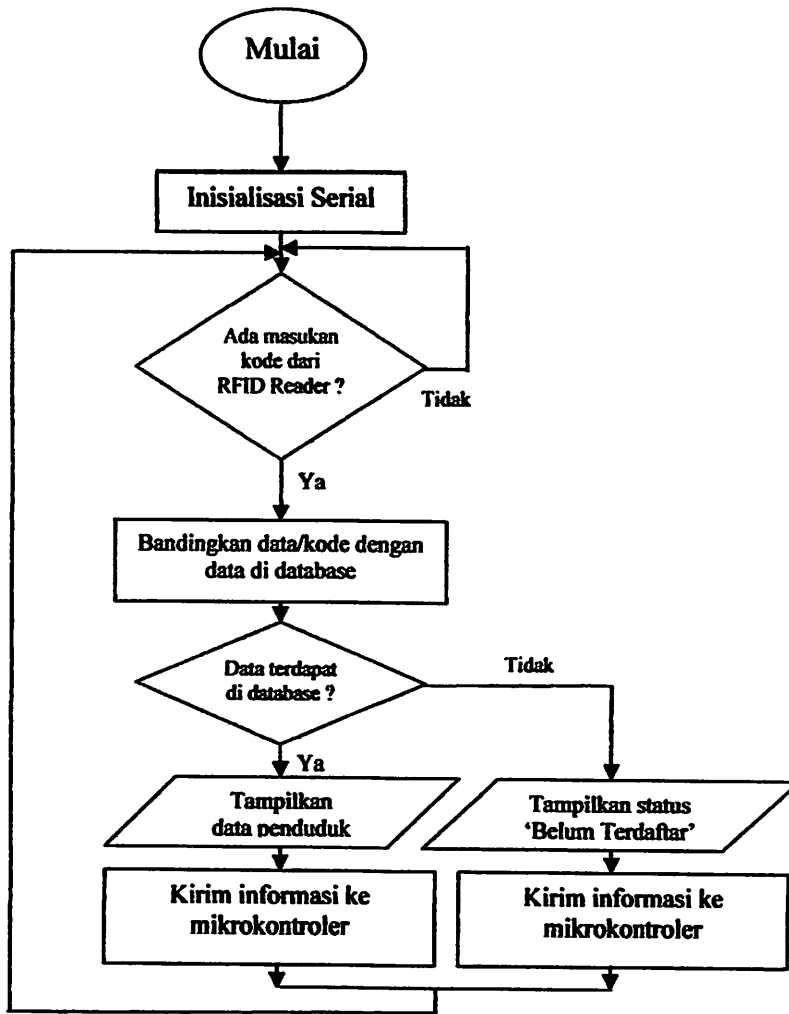 Mulai
Inisialisasi Serial
Ada masukan
kode dari
RFID Reader ?
Tidak
Ya
Bandingkan data/kode dengan
data di database
Data terdapat
di database ?
Tidak
Ya
Tampilkan
data penduduk
Tampilkan status
‘Belum Terdaftar’
Kirim informasi ke
mikrokontroler
Kirim informasi ke
mikrokontroler